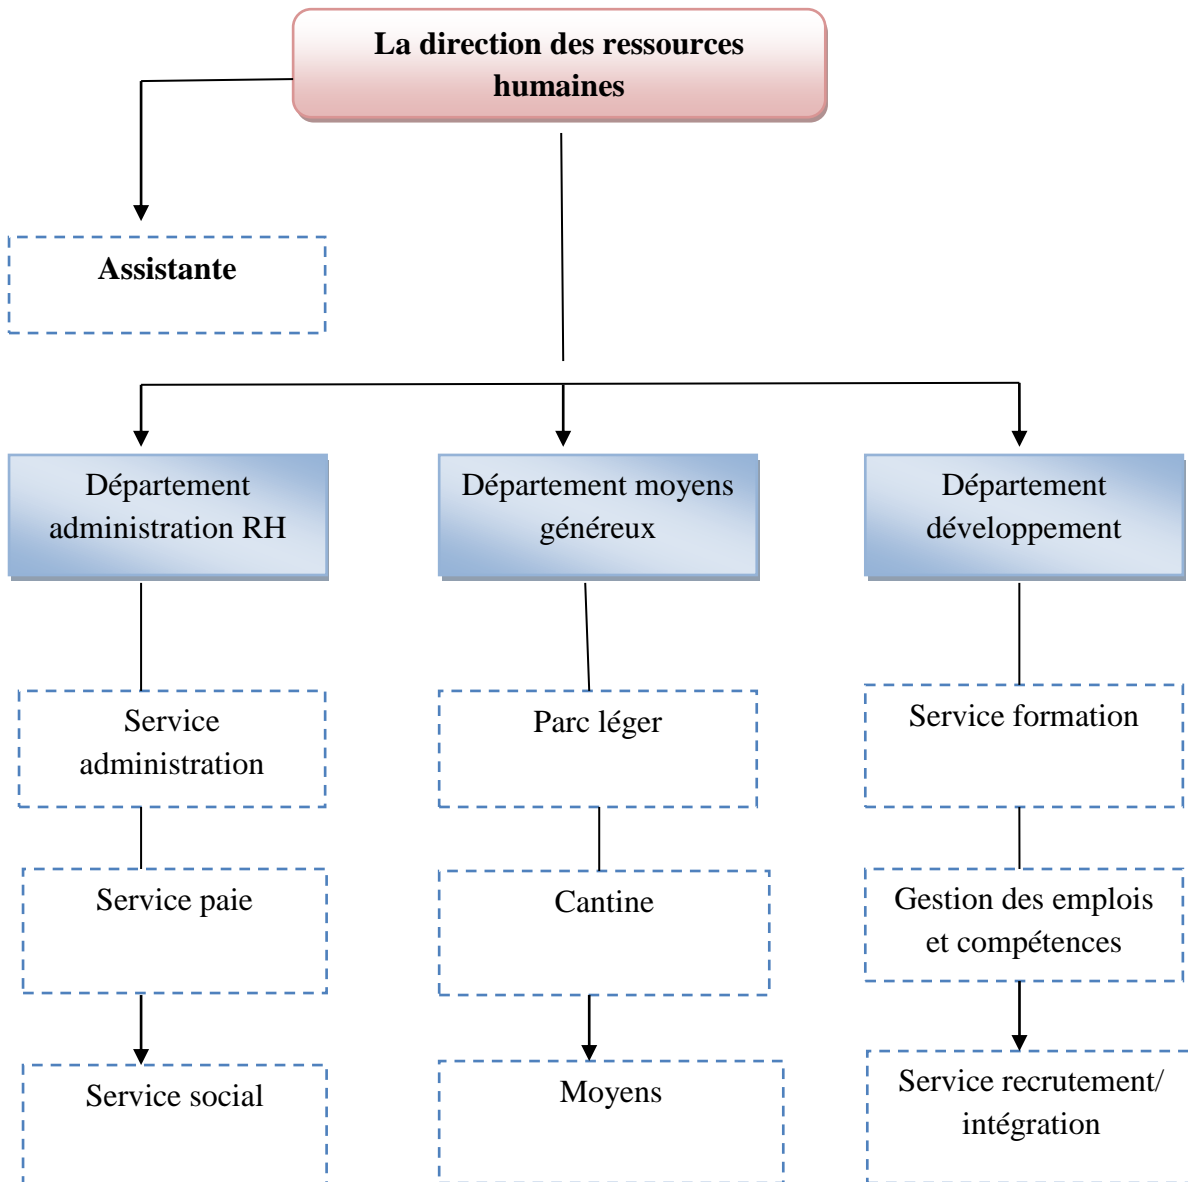 La direction des ressources
humaines
Assistante
Département
administration RH
Département moyens
généreux
Département
développement
Service
administration
Parc léger
Service formation
Service paie
Cantine
Gestion des emplois
et compétences
Service social
Moyens
Service recrutement/
intégration